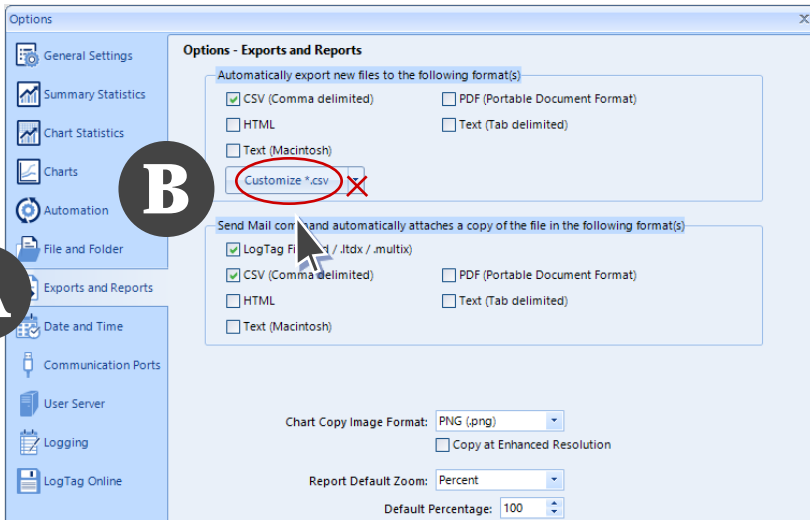 Options
General Settings
Summary Statistics
Chart Statistics
Charts
Automation
File and Folder
Exports and Reports
Date and Time
Communication Ports
User Server
Logging
LogTag Online
B
A
Options - Exports and Reports
Automatically export new files to the following format(s)
CSV (Comma delimited) PDF (Portable Document Format)
HTML Text (Tab delimited)
Text (Macintosh)
Customize *.csv
Send Mail command automatically attaches a copy of the file in the following format(s)
LogTag Fi d / .ltdx / .multix)
CSV (Comma delimited) PDF (Portable Document Format)
HTML Text (Tab delimited)
Text (Macintosh)
Chart Copy Image Format: PNG (.png)
Copy at Enhanced Resolution
Report Default Zoom: Percent
Default Percentage: 100